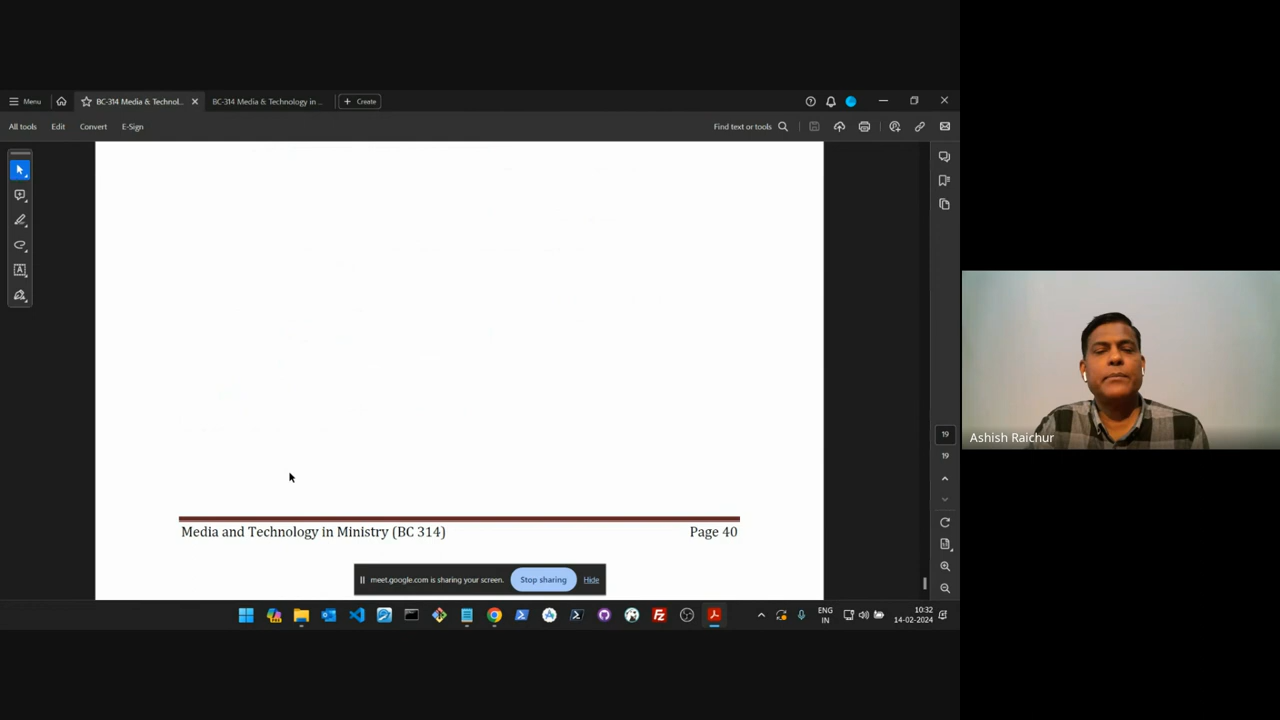 Menu
BC-314 Media & Technol...
BC-314 Media & Technology in ...
Create
All tools
Edit
Convert
E-Sign
Find text or tools
19
19
Ashish Raichur
Media and Technology in Ministry (BC 314)
Page 40
meet.google.com is sharing your screen.
Stop sharing
Hide
ENG
IN
10:32
14-02-2024